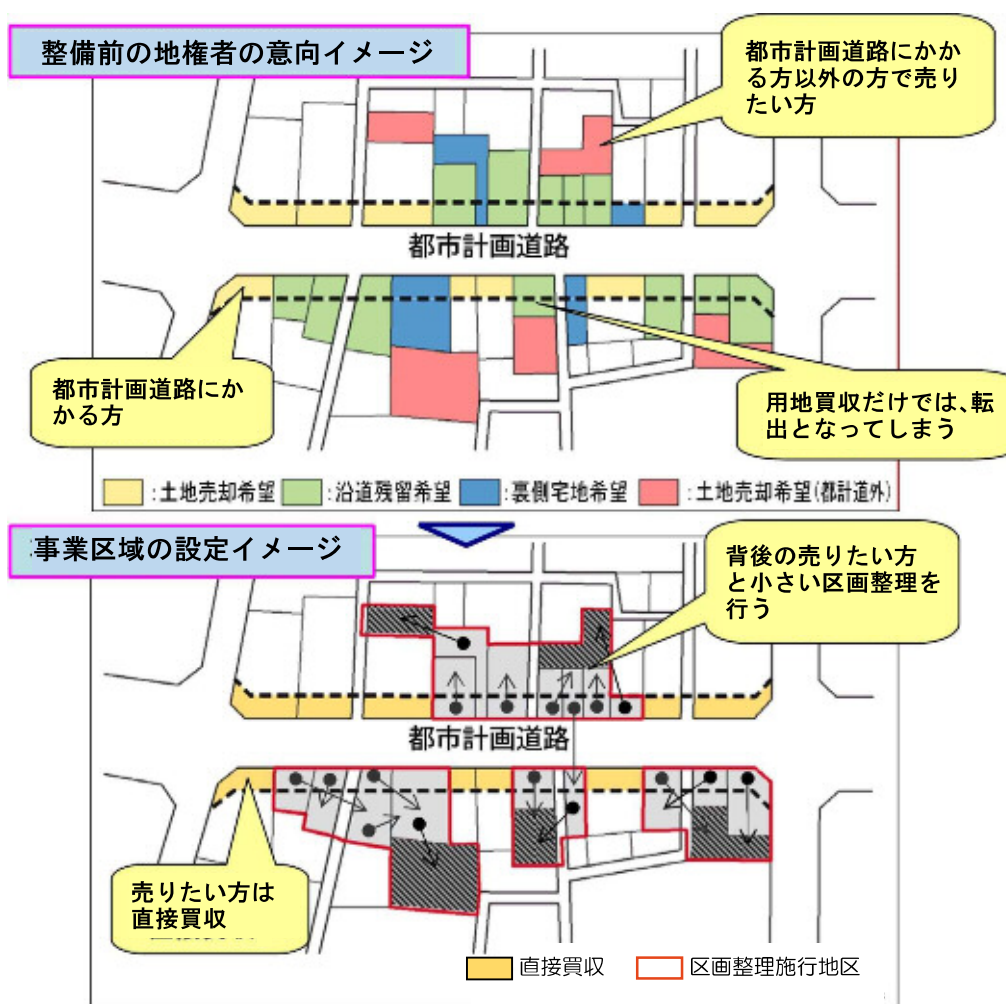 整備前の地権者の意向イメージ
都市計画道路にかか
る方以外の方で売り
たい方
都市計画道路
都市計画道路にか
かる方
用地買収だけでは、転
出となってしまう
:土地売却希望 :沿道残留希望 :裏側宅地希望 :土地売却希望(都計道外)
事業区域の設定イメージ
背後の売りたい方
と小さい区画整理を
行う
都市計画道路
売りたい方は
直接買収
直接買収 区画整理施行地区